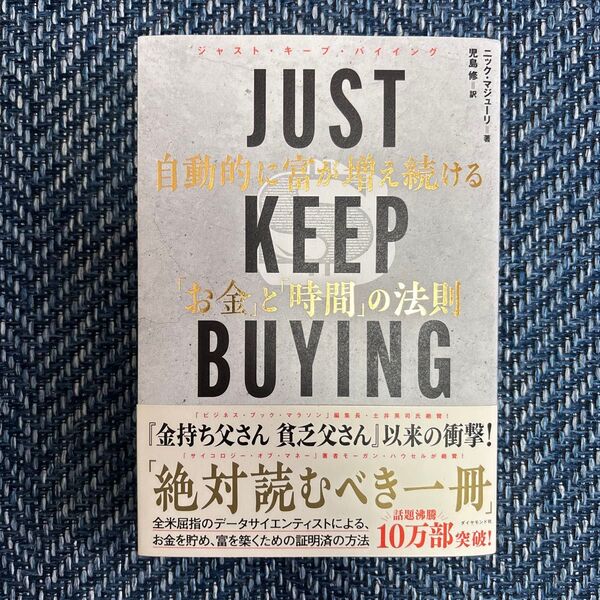 ジャスト・キープ・バイイング
ニック・マジューリ=著
児島 修=訳
JUST
自動的に富が増え続ける
KEEP
「お金」と「時間」の法則
BUYING
「ビジネス・ブック・マラソン」編集長・土井英司氏絶賛!
『金持ち父さん 貧乏父さん』以来の衝撃!
「サイコロジー・オブ・マネー」著者モーガン・ハウセルが絶賛!
「絶対読むべき一冊」
全米屈指のデータサイエンティストによる、
お金を貯め、富を築くための証明済の方法
話題沸騰
10万部突破!
ダイヤモンド社